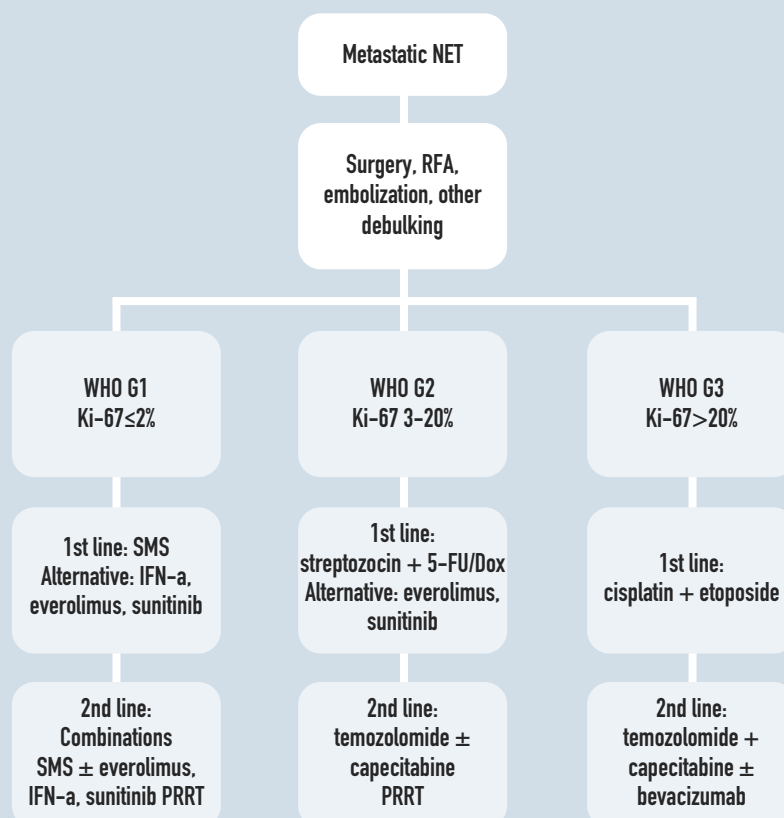 Metastatic NET
Surgery, RFA,
embolization, other
debulking
WHO G1
Ki-67≤2%
WHO G2
Ki-67 3-20%
WHO G3
Ki-67>20%
1st line: SMS
Alternative: IFN-a,
everolimus, sunitinib
1st line:
streptozocin + 5-FU/Dox
Alternative: everolimus,
sunitinib
1st line:
cisplatin + etoposide
2nd line:
Combinations
SMS ± everolimus,
IFN-a, sunitinib PRRT
2nd line:
temozolomide ±
capecitabine
PRRT
2nd line:
temozolomide +
capecitabine ±
bevacizumab